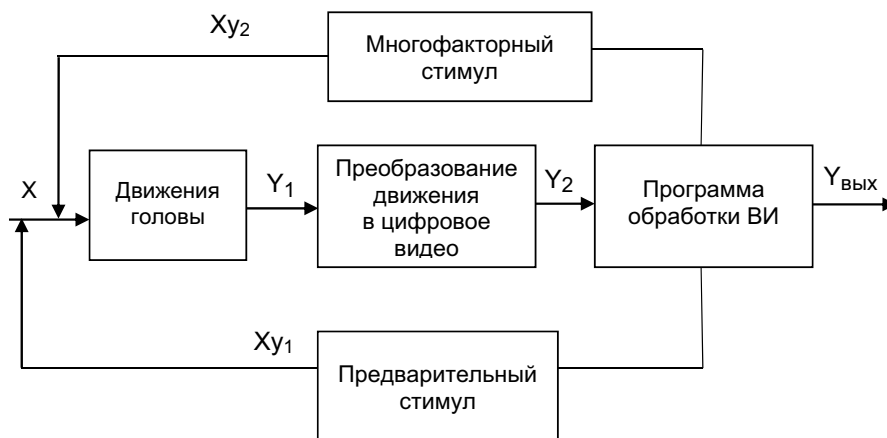 Xy2
Многофакторный
стимул
X
Движения
головы
Y1
Преобразование
движения
в цифровое
видео
Y2
Программа
обработки ВИ
Yвых
Xy1
Предварительный
стимул